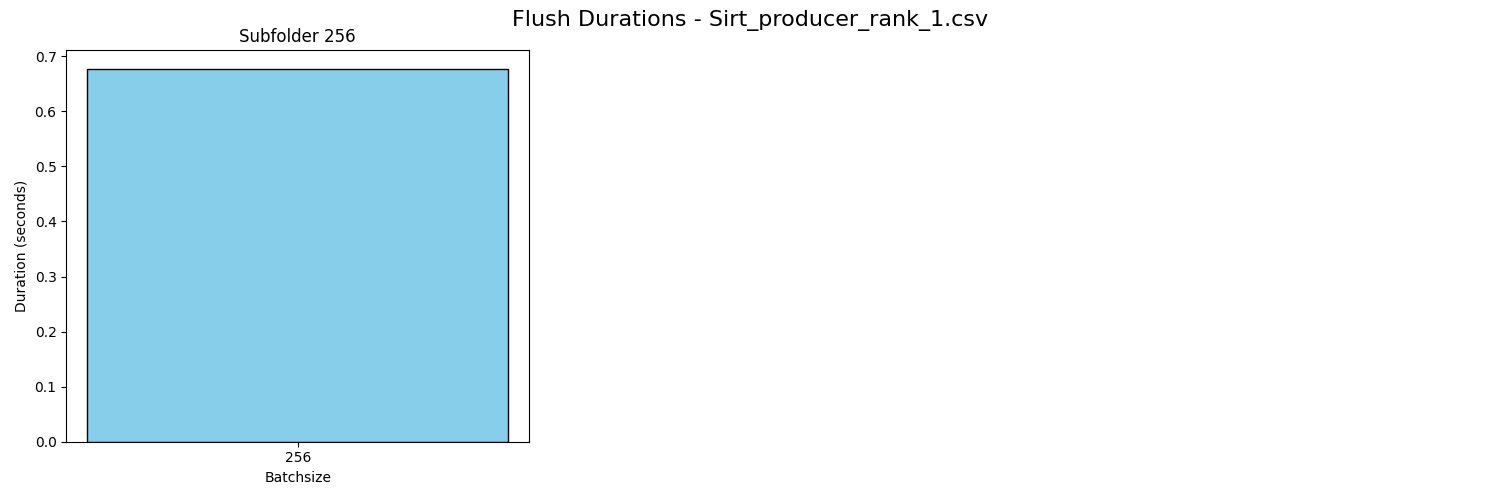 Flush Durations - Sirt_producer_rank_1.csv
Subfolder 256
Duration (seconds)
0.7
0.6
0.5
0.4
0.3
0.2
0.1
0.0
256
Batchsize